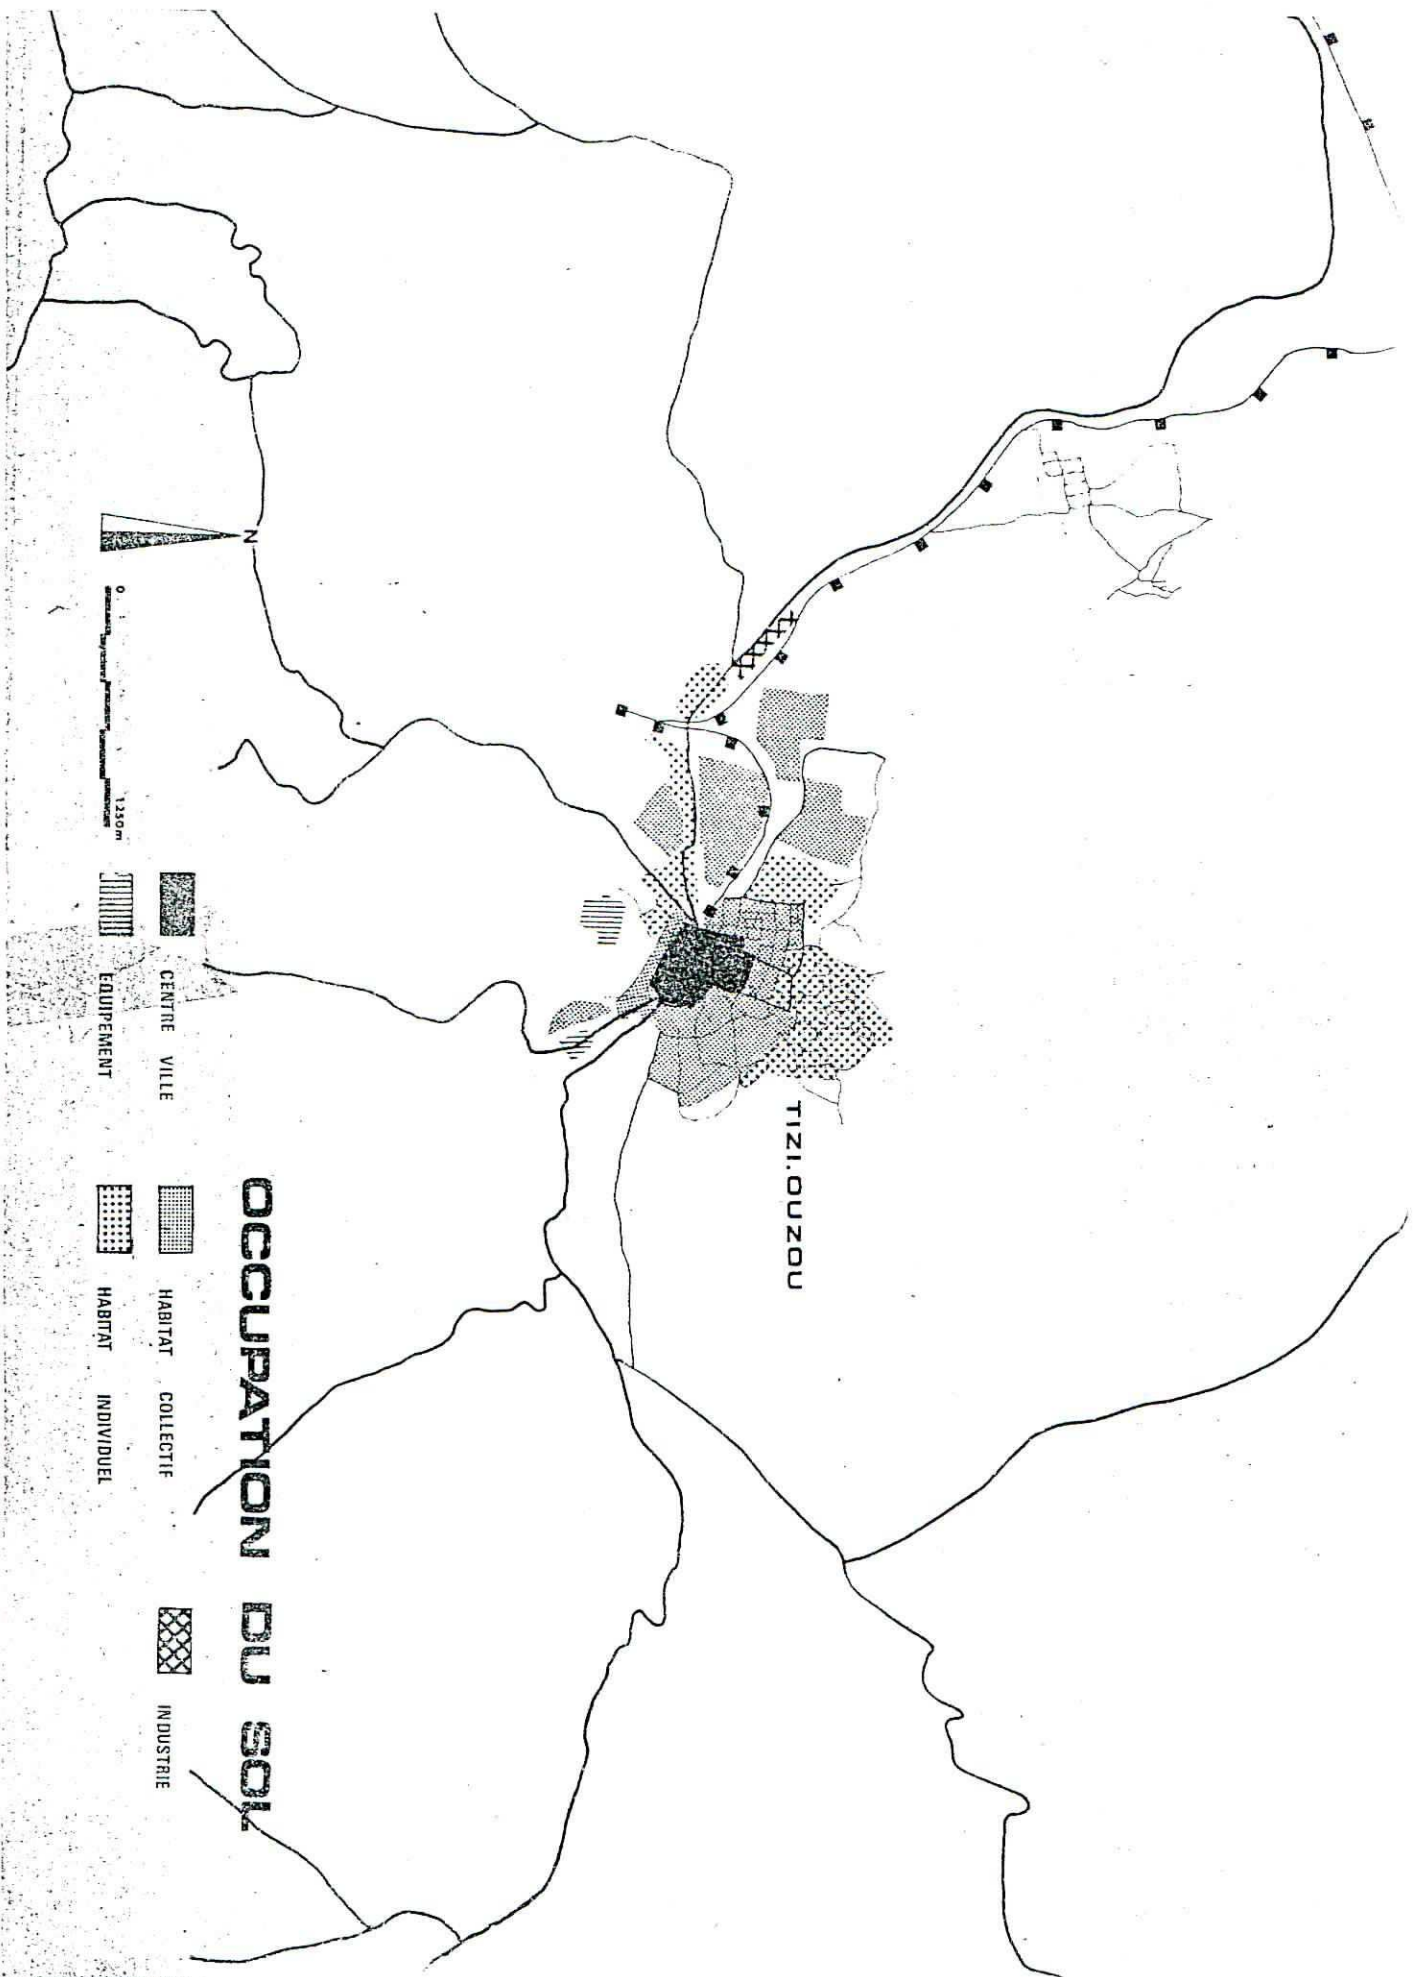 TIZI.OUZOU
OCCUPATION DU SOL
N
0 1250m
CENTRE VILLE
HABITAT COLLECTIF
INDUSTRIE
EQUIPEMENT
HABITAT INDIVIDUEL